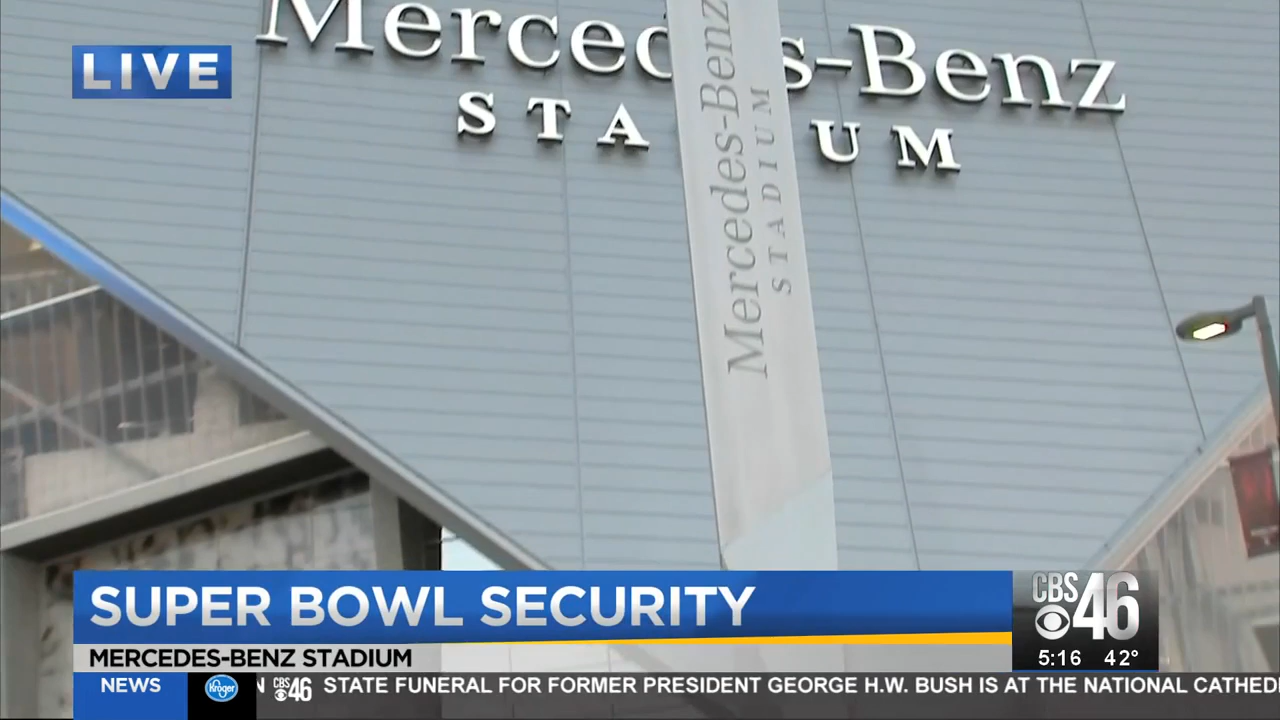 Mercedes-Benz
STADIUM
Mercedes-Benz
STADIUM
LIVE
SUPER BOWL SECURITY
MERCEDES-BENZ STADIUM
CBS 46
5:16 42°
NEWS Kroger N CBS 46 STATE FUNERAL FOR FORMER PRESIDENT GEORGE H.W. BUSH IS AT THE NATIONAL CATHED